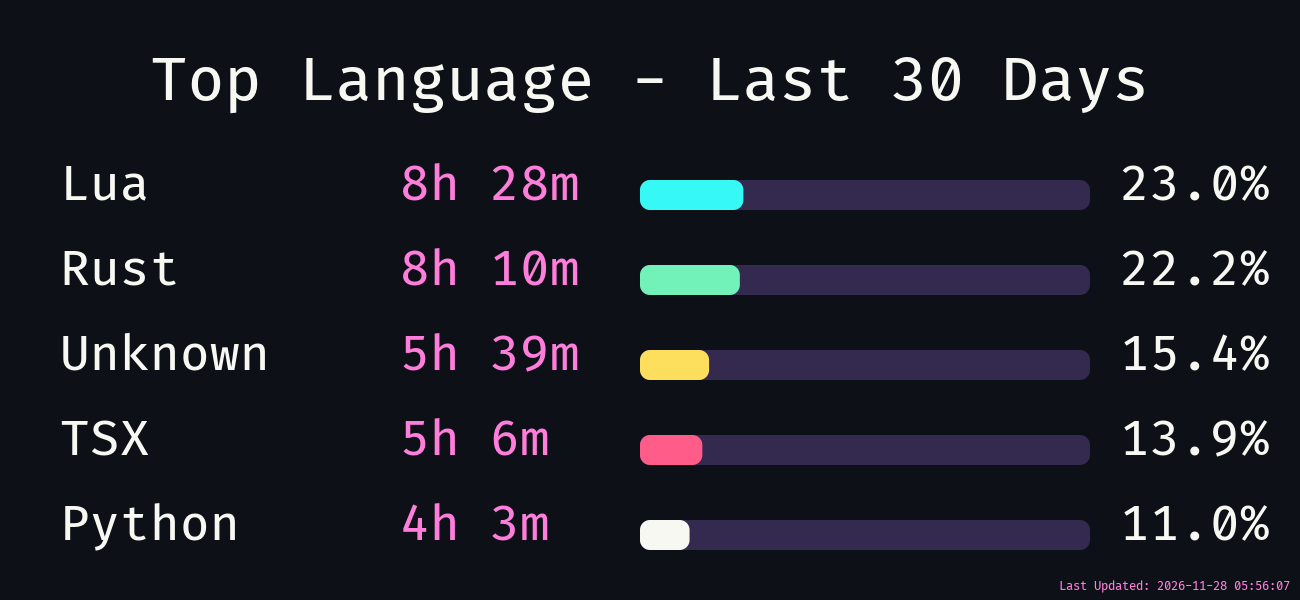 Top Language – Last 30 Days
Lua 8h 28m 23.0%
Rust 8h 10m 22.2%
Unknown 5h 39m 15.4%
TSX 5h 6m 13.9%
Python 4h 3m 11.0%
Last Updated: 2026-11-28 05:56:07